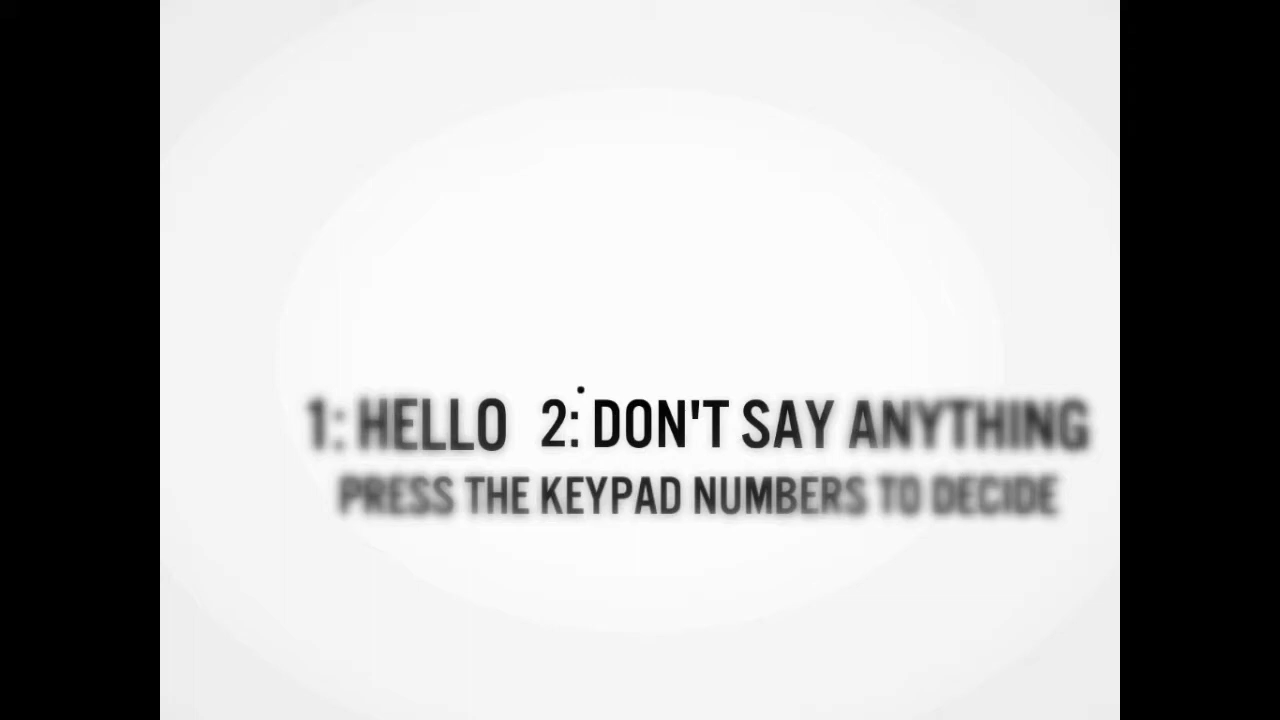 1: HELLO 2: DON'T SAY ANYTHING
PRESS THE KEYPAD NUMBERS TO DECIDE